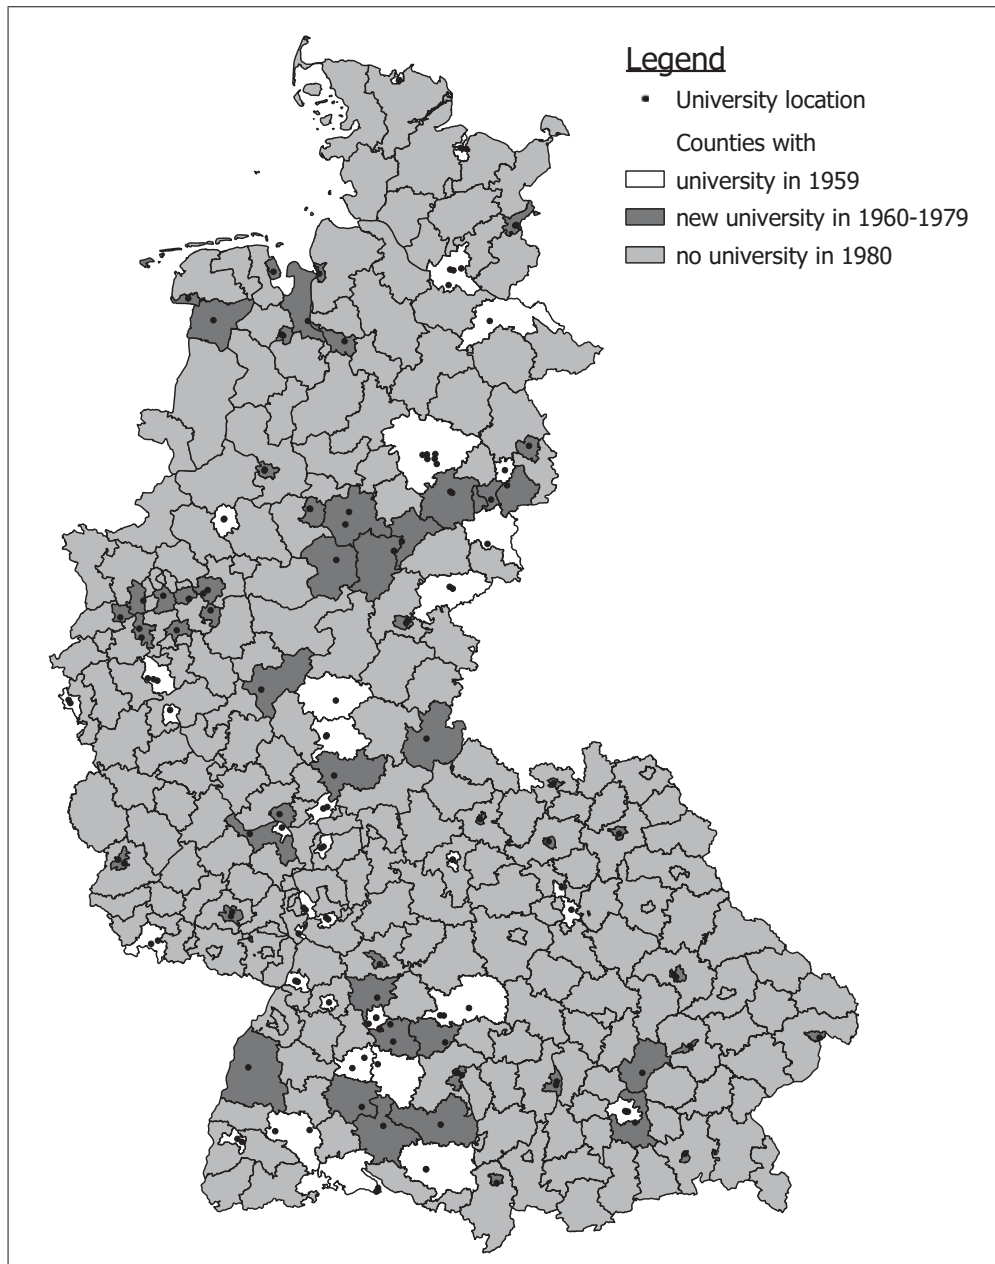 Legend
University location
Counties with
university in 1959
new university in 1960-1979
no university in 1980